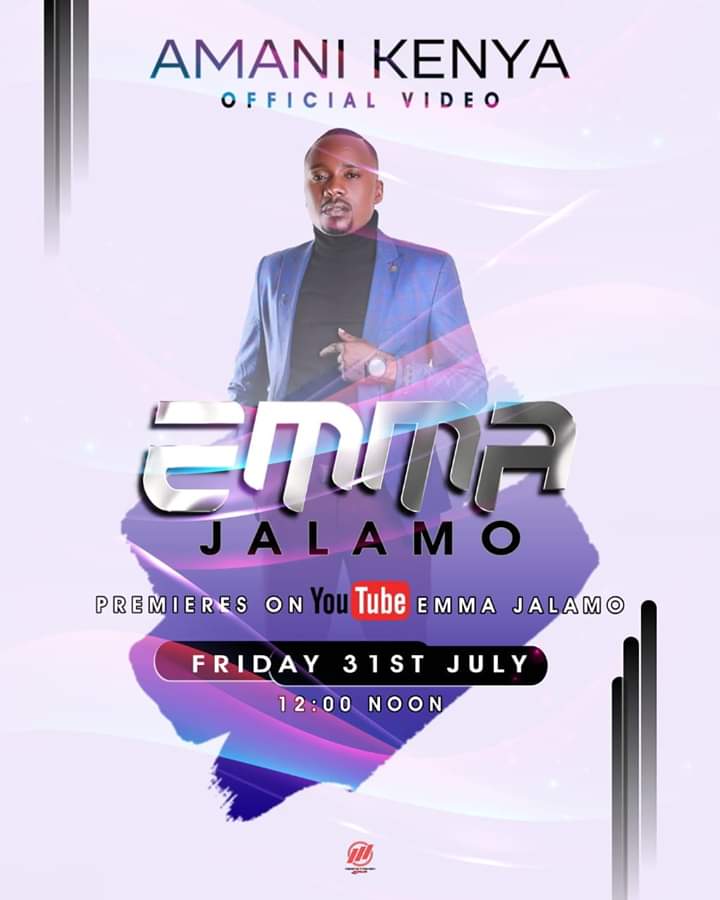 AMANI KENYA
OFFICIAL VIDEO
EMMA
JALAMO
PREMIERES ON YouTube EMMA JALAMO
FRIDAY 31ST JULY
12:00 NOON